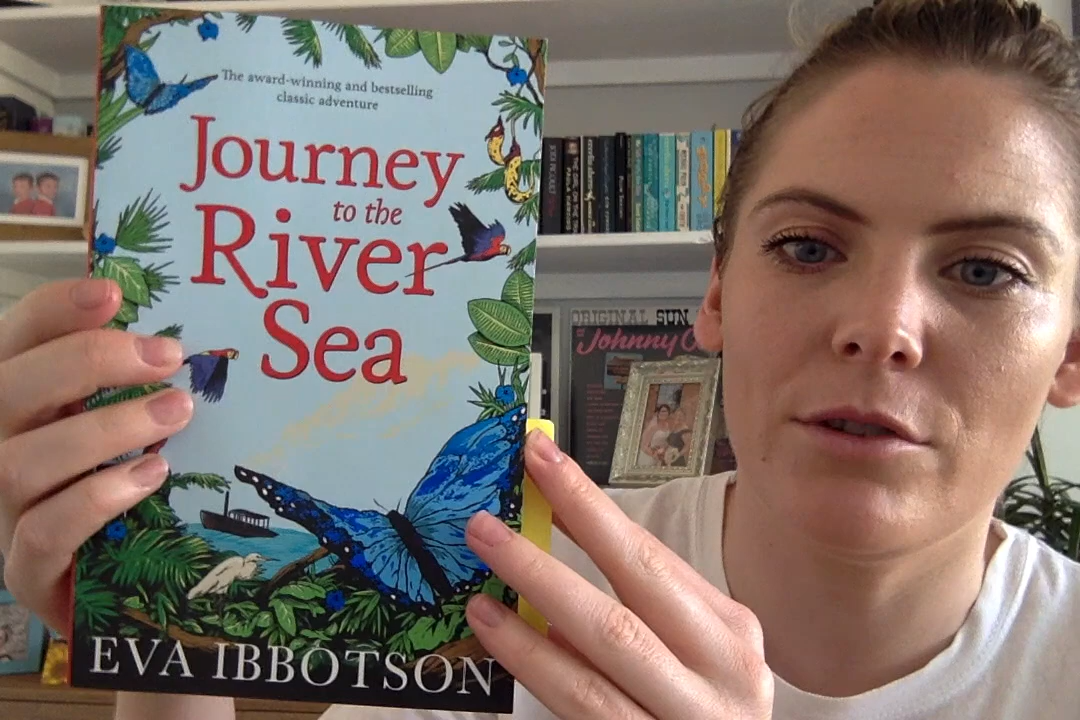 The award-winning and bestselling
classic adventure
Journey
to the
River
Sea
EVA IBBOTSON
ORIGINAL SUN
Johnny